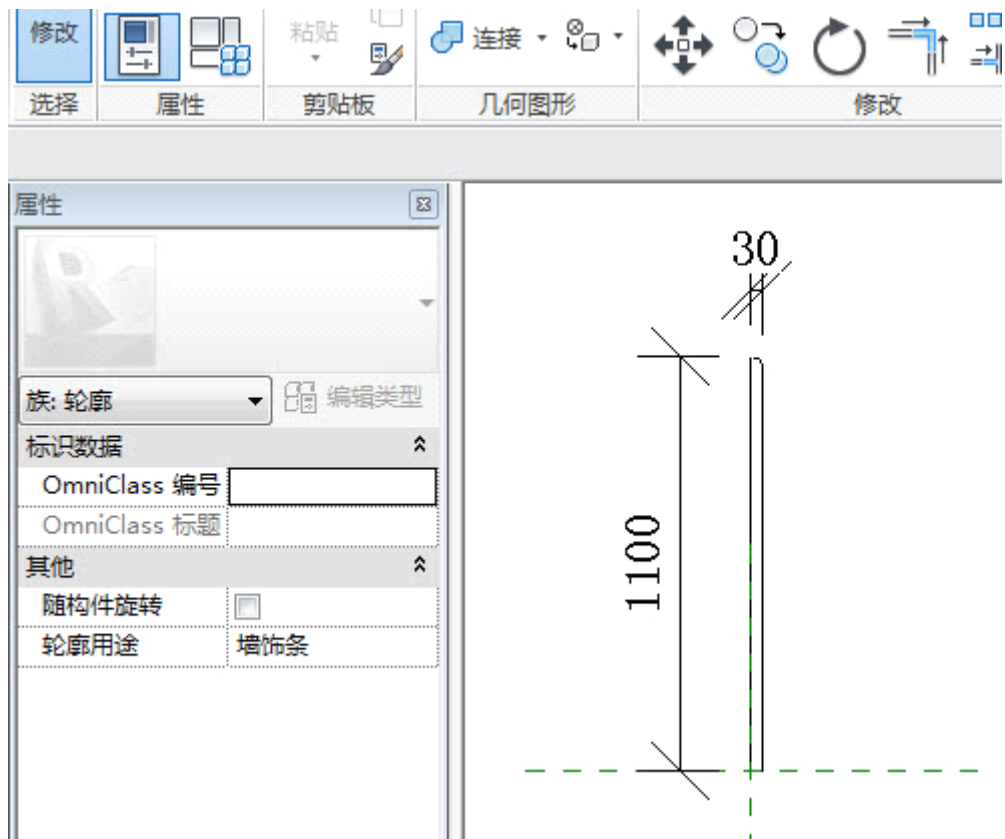 修改
粘贴
连接
选择
属性
剪贴板
几何图形
修改
属性
族: 轮廓
编辑类型
标识数据
OmniClass 编号
OmniClass 标题
其他
随构件旋转
轮廓用途 墙饰条
30
1100